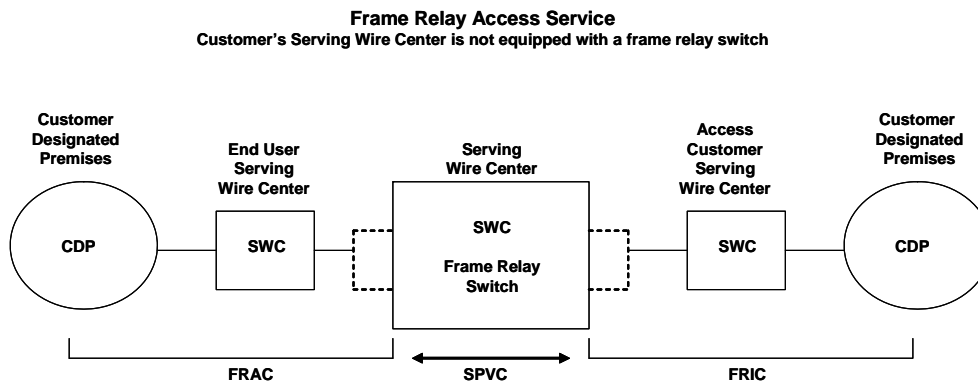 Frame Relay Access Service
Customer's Serving Wire Center is not equipped with a frame relay switch
Customer
Designated
Premises
End User
Serving
Wire Center
Serving
Wire Center
Access
Customer
Serving
Wire Center
Customer
Designated
Premises
CDP
SWC
SWC
Frame Relay
Switch
SWC
CDP
FRAC
SPVC
FRIC